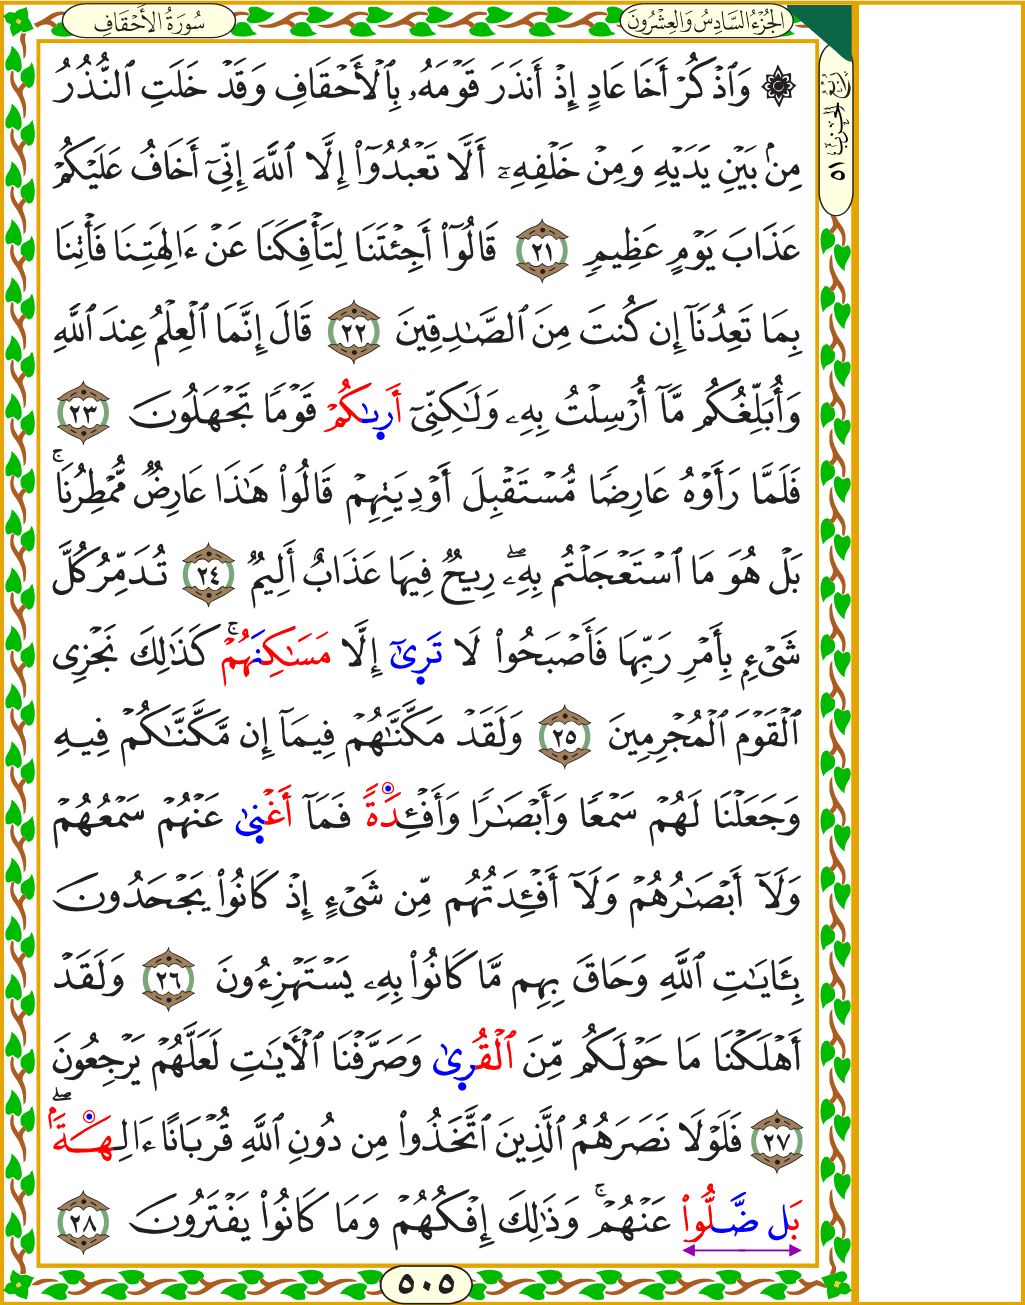 الجُزْءُ السَّادِسُ وَالعِشْرُونَ
سُورَةُ الأَحْقَافِ
۞ وَٱذْكُرْ أَخَا عَادٍ إِذْ أَنذَرَ قَوْمَهُۥ بِٱلْأَحْقَافِ وَقَدْ خَلَتِ ٱلنُّذُرُ
مِنۢ بَيْنِ يَدَيْهِ وَمِنْ خَلْفِهِۦٓ أَلَّا تَعْبُدُوٓا۟ إِلَّا ٱللَّهَ إِنِّىٓ أَخَافُ عَلَيْكُمْ
عَذَابَ يَوْمٍ عَظِيمٍ ٢١ قَالُوٓا۟ أَجِئْتَنَا لِتَأْفِكَنَا عَنْ ءَالِهَتِنَا فَأْتِنَا
بِمَا تَعِدُنَآ إِن كُنتَ مِنَ ٱلصَّٰدِقِينَ ٢٢ قَالَ إِنَّمَا ٱلْعِلْمُ عِندَ ٱللَّهِ
وَأُبَلِّغُكُم مَّآ أُرْسِلْتُ بِهِۦ وَلَٰكِنِّىٓ أَرىٰكُمْ قَوْمًا تَجْهَلُونَ ٢٣
فَلَمَّا رَأَوْهُ عَارِضًا مُّسْتَقْبِلَ أَوْدِيَتِهِمْ قَالُوا۟ هَٰذَا عَارِضٌ مُّمْطِرُنَا ۚ
بَلْ هُوَ مَا ٱسْتَعْجَلْتُم بِهِۦ ۖ رِيحٌ فِيهَا عَذَابٌ أَلِيمٌ ٢٤ تُدَمِّرُ كُلَّ
شَىْءٍۭ بِأَمْرِ رَبِّهَا فَأَصْبَحُوا۟ لَا تَرىٰٓ إِلَّا مَسَٰكِنَهُمْ ۚ كَذَٰلِكَ نَجْزِى
ٱلْقَوْمَ ٱلْمُجْرِمِينَ ٢٥ وَلَقَدْ مَكَّنَّٰهُمْ فِيمَآ إِن مَّكَّنَّٰكُمْ فِيهِ
وَجَعَلْنَا لَهُمْ سَمْعًا وَأَبْصَٰرًا وَأَفْـِٔدَةً فَمَآ أَغْنىٰ عَنْهُمْ سَمْعُهُمْ
وَلَآ أَبْصَٰرُهُمْ وَلَآ أَفْـِٔدَتُهُم مِّن شَىْءٍ إِذْ كَانُوا۟ يَجْحَدُونَ
بِـَٔايَٰتِ ٱللَّهِ وَحَاقَ بِهِم مَّا كَانُوا۟ بِهِۦ يَسْتَهْزِءُونَ ٢٦ وَلَقَدْ
أَهْلَكْنَا مَا حَوْلَكُم مِّنَ ٱلْقُرىٰ وَصَرَّفْنَا ٱلْـَٔايَٰتِ لَعَلَّهُمْ يَرْجِعُونَ
٢٧ فَلَوْلَا نَصَرَهُمُ ٱلَّذِينَ ٱتَّخَذُوا۟ مِن دُونِ ٱللَّهِ قُرْبَانًا ءَالِهَةًۢ ۖ
بَل ضَّلُّوا۟ عَنْهُمْ ۚ وَذَٰلِكَ إِفْكُهُمْ وَمَا كَانُوا۟ يَفْتَرُونَ ٢٨
٥٠٥